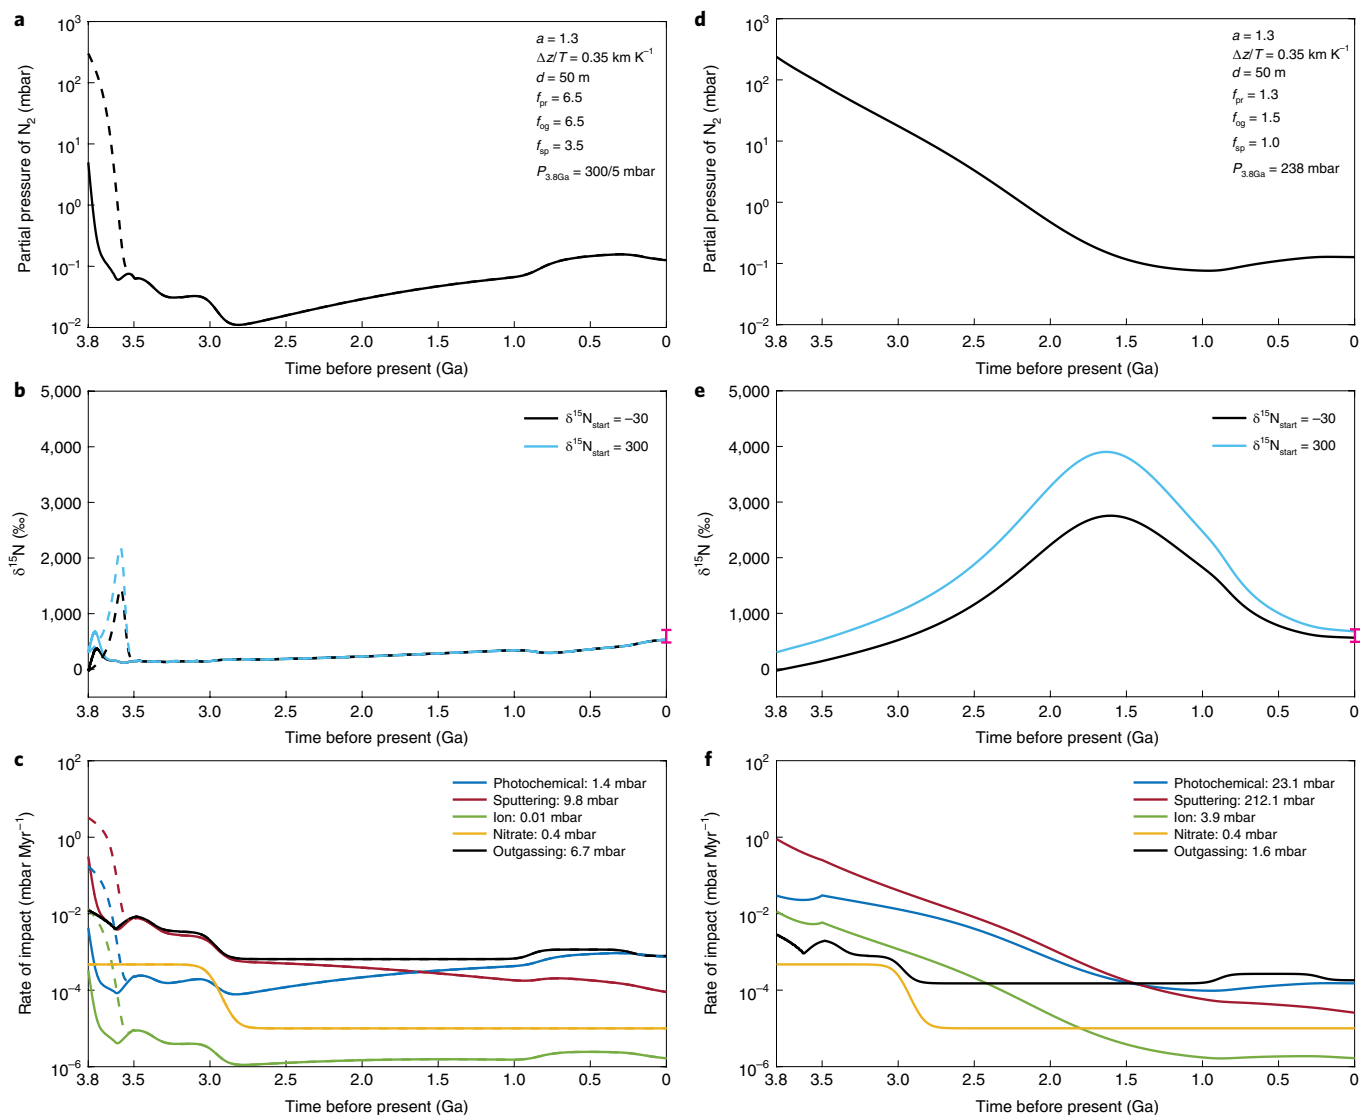 a
10³
10²
10¹
10⁰
10⁻¹
10⁻²
Partial pressure of N₂ (mbar)
a = 1.3
Δz/T = 0.35 km K⁻¹
d = 50 m
f_pr = 6.5
f_og = 6.5
f_sp = 3.5
P_3.8Ga = 300/5 mbar
3.8 3.5 3.0 2.5 2.0 1.5 1.0 0.5 0
Time before present (Ga)
b
5,000
4,000
3,000
2,000
1,000
0
δ¹⁵N (‰)
δ¹⁵N_start = –30
δ¹⁵N_start = 300
3.8 3.5 3.0 2.5 2.0 1.5 1.0 0.5 0
Time before present (Ga)
c
10²
10⁰
10⁻²
10⁻⁴
10⁻⁶
Rate of impact (mbar Myr⁻¹)
Photochemical: 1.4 mbar
Sputtering: 9.8 mbar
Ion: 0.01 mbar
Nitrate: 0.4 mbar
Outgassing: 6.7 mbar
3.8 3.5 3.0 2.5 2.0 1.5 1.0 0.5 0
Time before present (Ga)
d
10³
10²
10¹
10⁰
10⁻¹
10⁻²
Partial pressure of N₂ (mbar)
a = 1.3
Δz/T = 0.35 km K⁻¹
d = 50 m
f_pr = 1.3
f_og = 1.5
f_sp = 1.0
P_3.8Ga = 238 mbar
3.8 3.5 3.0 2.5 2.0 1.5 1.0 0.5 0
Time before present (Ga)
e
5,000
4,000
3,000
2,000
1,000
0
δ¹⁵N (‰)
δ¹⁵N_start = –30
δ¹⁵N_start = 300
3.8 3.5 3.0 2.5 2.0 1.5 1.0 0.5 0
Time before present (Ga)
f
10²
10⁰
10⁻²
10⁻⁴
10⁻⁶
Rate of impact (mbar Myr⁻¹)
Photochemical: 23.1 mbar
Sputtering: 212.1 mbar
Ion: 3.9 mbar
Nitrate: 0.4 mbar
Outgassing: 1.6 mbar
3.8 3.5 3.0 2.5 2.0 1.5 1.0 0.5 0
Time before present (Ga)